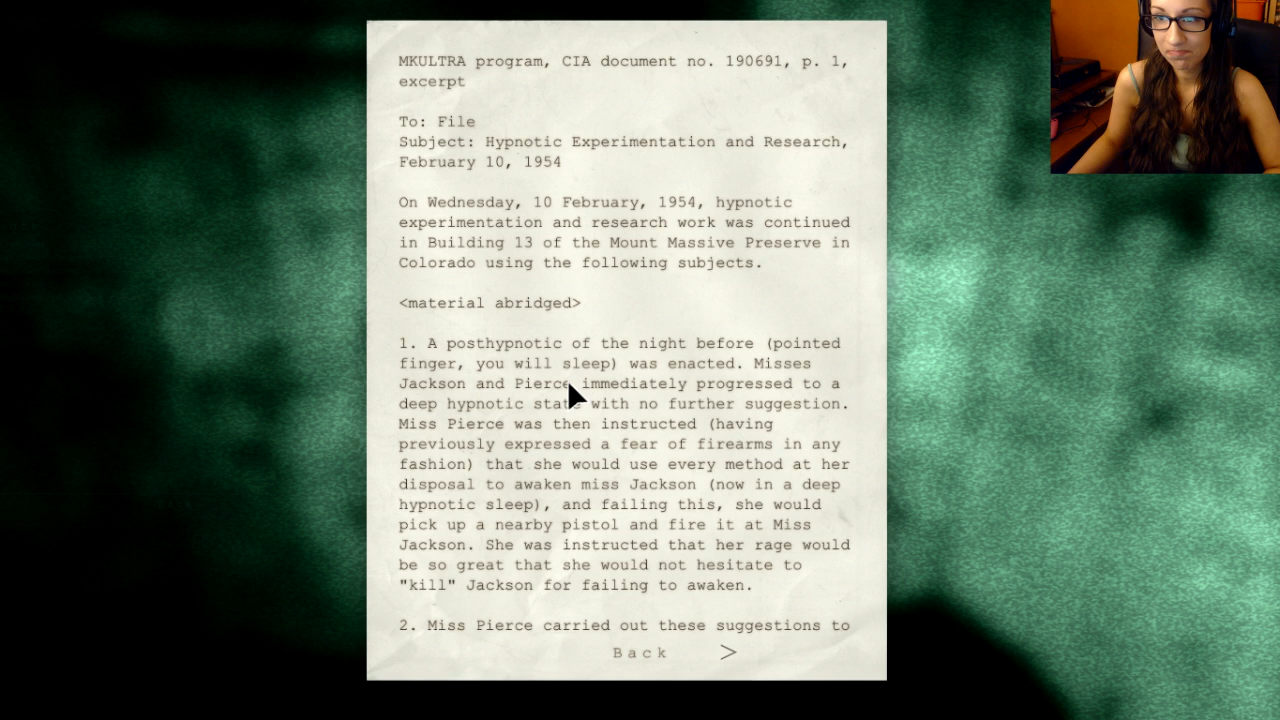 MKULTRA program, CIA document no. 190691, p. 1,
excerpt
To: File
Subject: Hypnotic Experimentation and Research,
February 10, 1954
On Wednesday, 10 February, 1954, hypnotic
experimentation and research work was continued
in Building 13 of the Mount Massive Preserve in
Colorado using the following subjects.
<material abridged>
1. A posthypnotic of the night before (pointed
finger, you will sleep) was enacted. Misses
Jackson and Pierce immediately progressed to a
deep hypnotic state with no further suggestion.
Miss Pierce was then instructed (having
previously expressed a fear of firearms in any
fashion) that she would use every method at her
disposal to awaken miss Jackson (now in a deep
hypnotic sleep), and failing this, she would
pick up a nearby pistol and fire it at Miss
Jackson. She was instructed that her rage would
be so great that she would not hesitate to
"kill" Jackson for failing to awaken.
2. Miss Pierce carried out these suggestions to
Back >